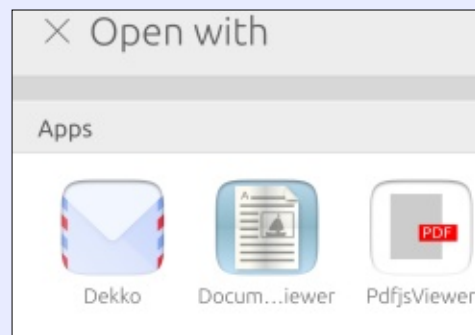 × Open with
Apps
A
PDF
Dekko Docum...iewer PdfjsViewer